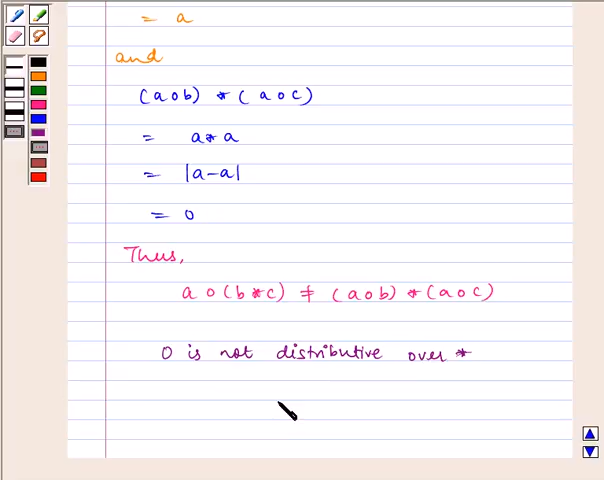 = a
and
(a o b) * ( a o c)
= a * a
= |a-a|
= 0
Thus,
a o (b * c) ≠ (a o b) * (a o c)
O is not distributive over *